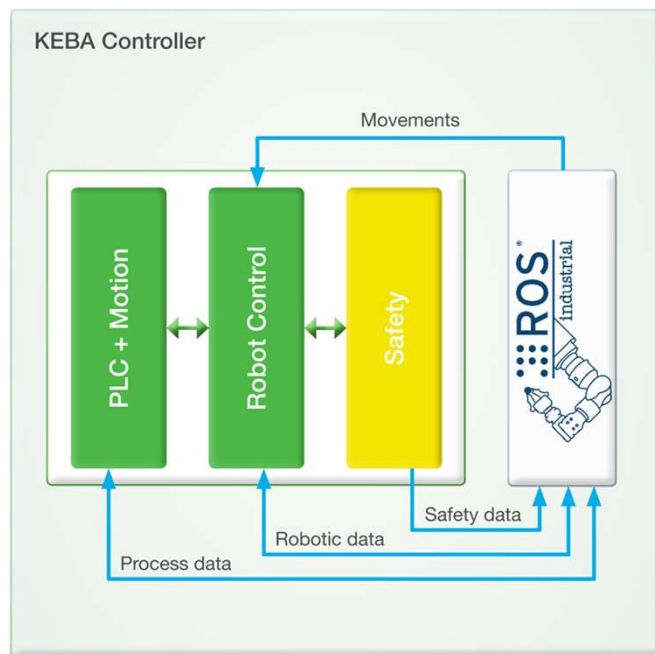 KEBA Controller
Movements
PLC + Motion
Robot Control
Safety
ROS®
industrial
Safety data
Robotic data
Process data